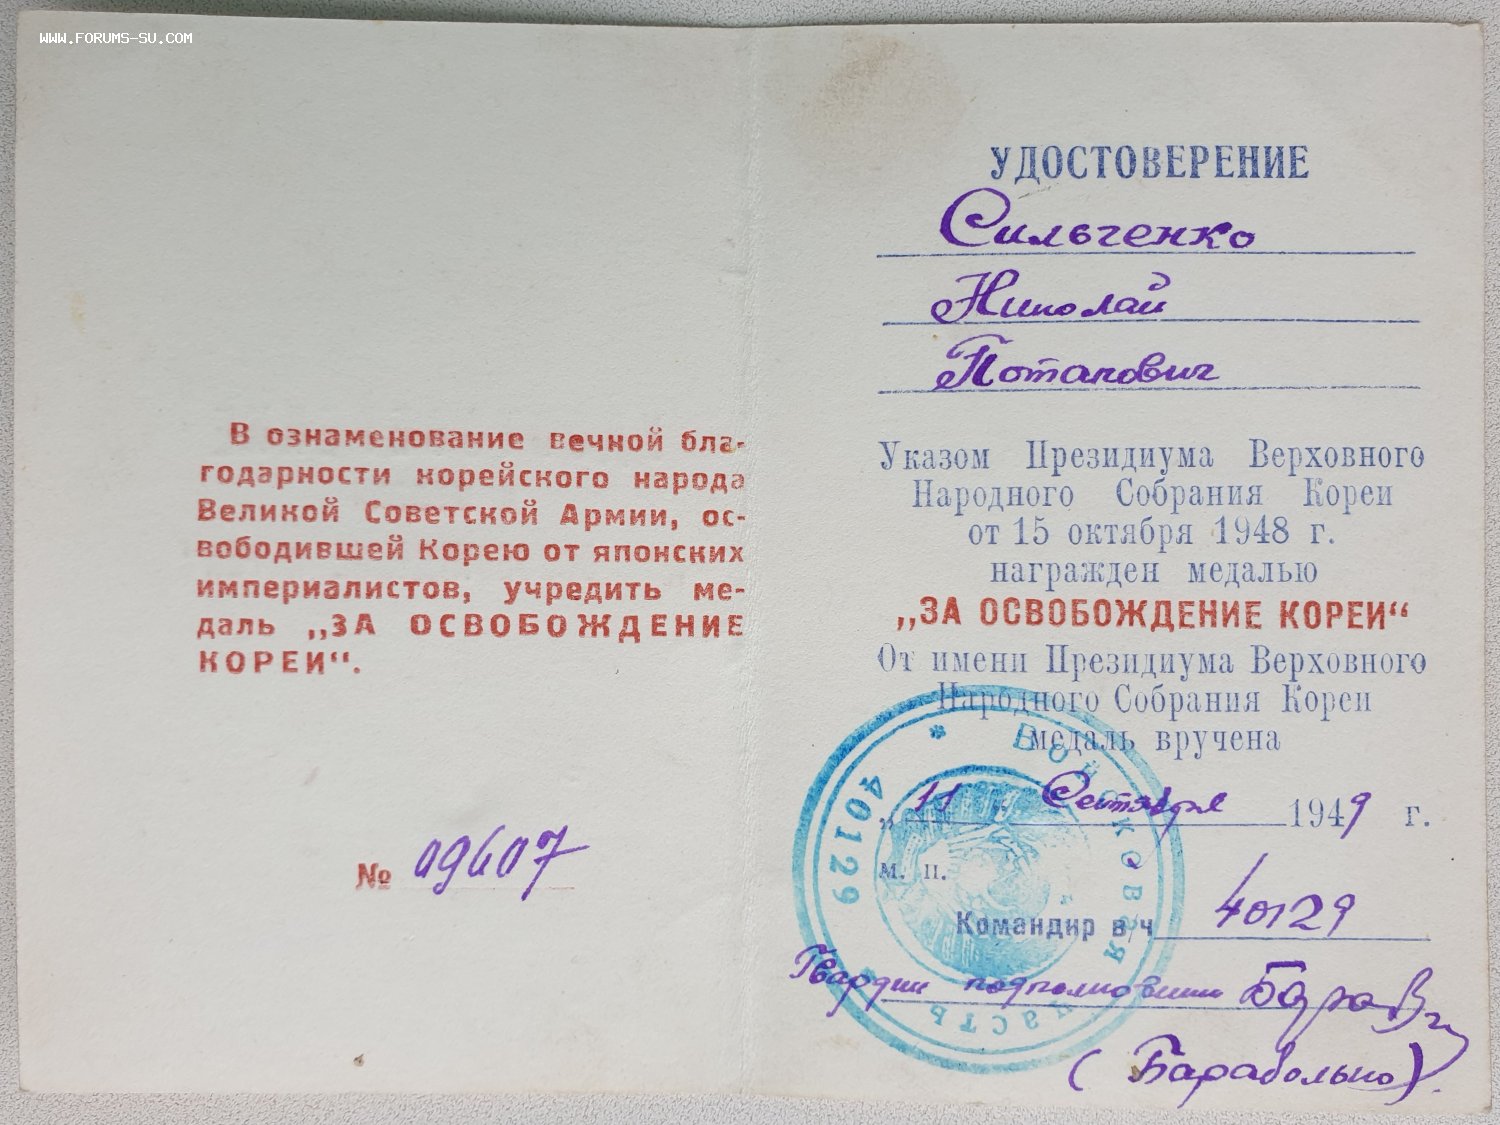 WWW.FORUMS-SU.COM
В ознаменование вечной бла-
годарности корейского народа
Великой Советской Армии, ос-
вободившей Корею от японских
империалистов, учредить ме-
даль „ЗА ОСВОБОЖДЕНИЕ
КОРЕИ“.
№ 09607
УДОСТОВЕРЕНИЕ
Сильченко
Николай
Потапович
Указом Президиума Верховного
Народного Собрания Кореи
от 15 октября 1948 г.
награжден медалью
„ЗА ОСВОБОЖДЕНИЕ КОРЕИ“
От имени Президиума Верховного
Народного Собрания Кореи
медаль вручена
„11“ Сентября 1949 г.
М. П.
Командир в/ч 40129
Гвардии подполковник
(Барабольно).
* Войсковая часть * 40129